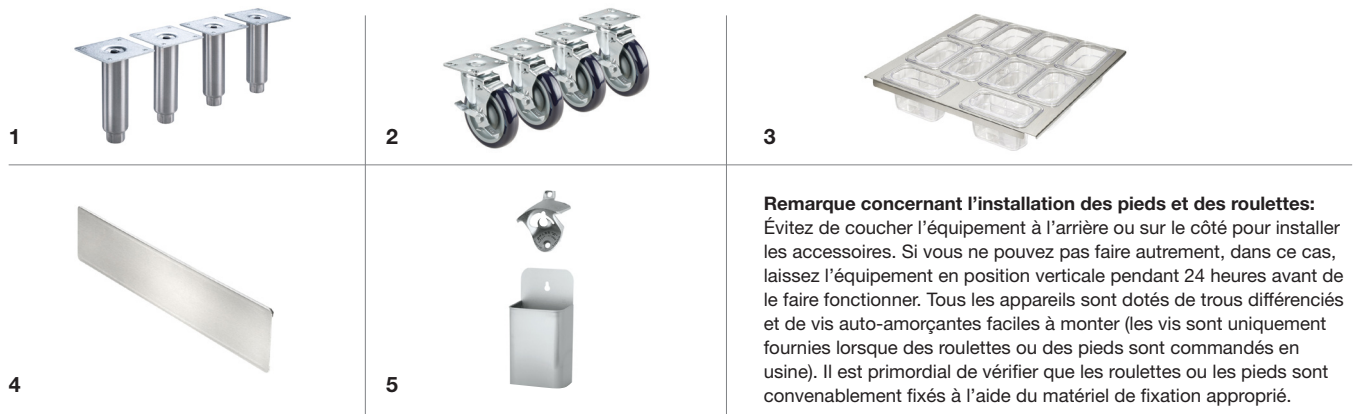 1
2
3
4
5
Remarque concernant l’installation des pieds et des roulettes:
Évitez de coucher l’équipement à l’arrière ou sur le côté pour installer
les accessoires. Si vous ne pouvez pas faire autrement, dans ce cas,
laissez l’équipement en position verticale pendant 24 heures avant de
le faire fonctionner. Tous les appareils sont dotés de trous différenciés
et de vis auto-amorçantes faciles à monter (les vis sont uniquement
fournies lorsque des roulettes ou des pieds sont commandés en
usine). Il est primordial de vérifier que les roulettes ou les pieds sont
convenablement fixés à l’aide du matériel de fixation approprié.